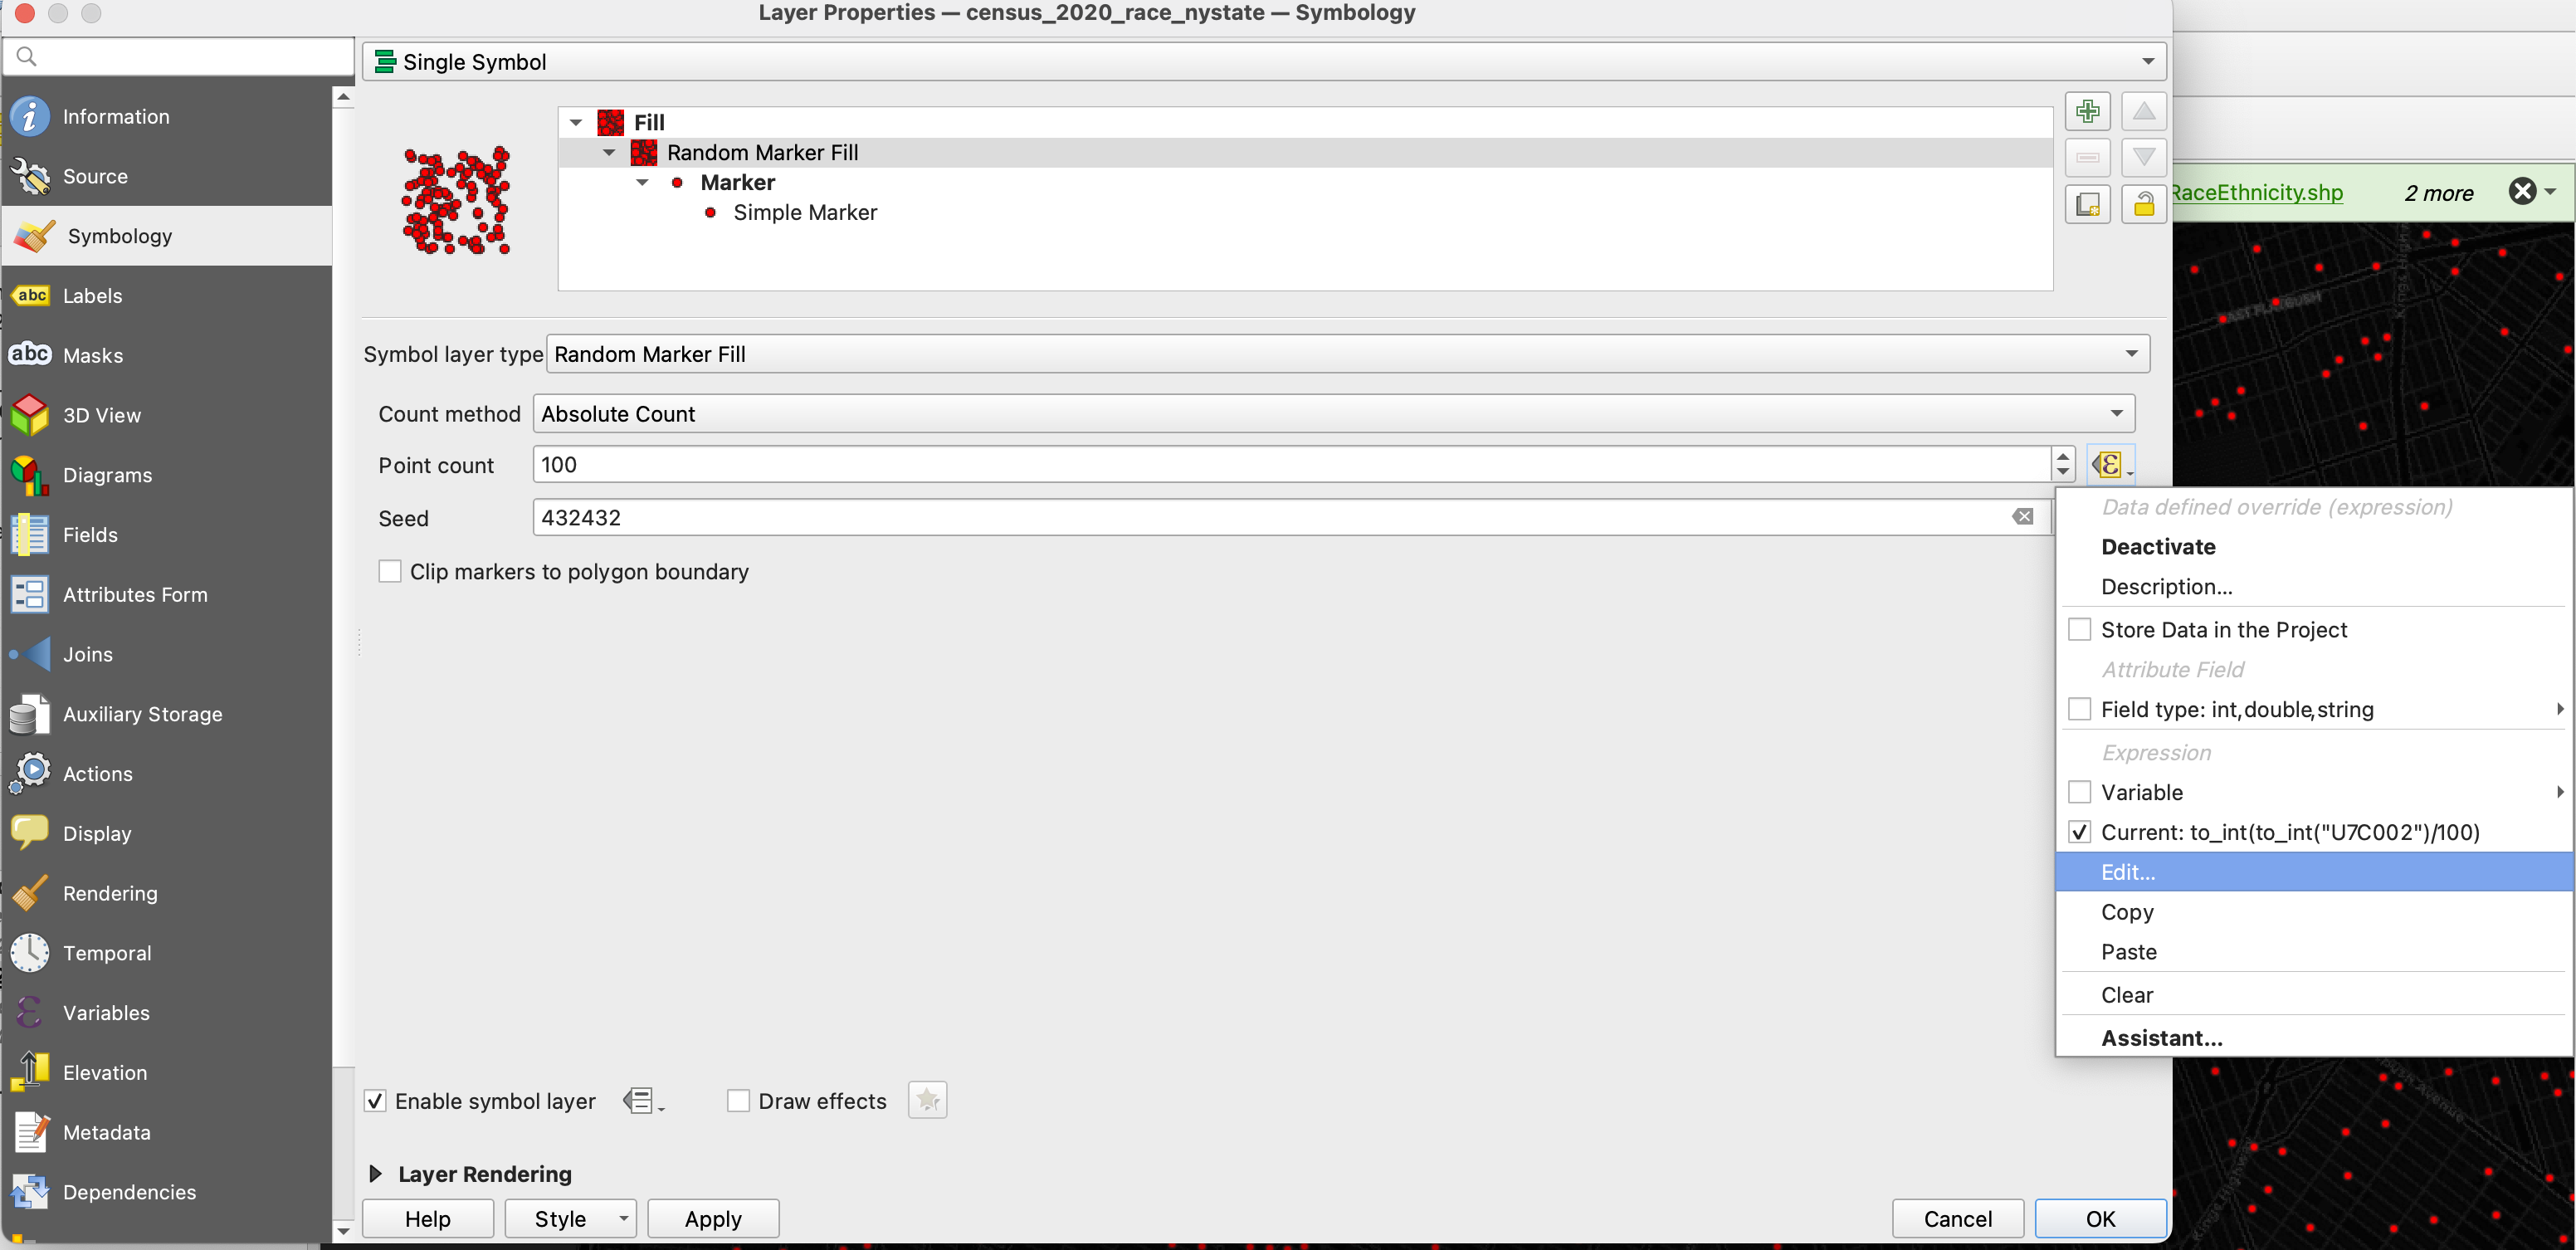 Layer Properties — census_2020_race_nystate — Symbology
Single Symbol
Information
Source
Symbology
Labels
Masks
3D View
Diagrams
Fields
Attributes Form
Joins
Auxiliary Storage
Actions
Display
Rendering
Temporal
Variables
Elevation
Metadata
Dependencies
Fill
Random Marker Fill
Marker
Simple Marker
Symbol layer type Random Marker Fill
Count method Absolute Count
Point count 100
Seed 432432
Clip markers to polygon boundary
Enable symbol layer Draw effects
Layer Rendering
Help Style Apply Cancel OK
RaceEthnicity.shp 2 more
Data defined override (expression)
Deactivate
Description...
Store Data in the Project
Attribute Field
Field type: int,double,string
Expression
Variable
Current: to_int(to_int("U7C002")/100)
Edit...
Copy
Paste
Clear
Assistant...